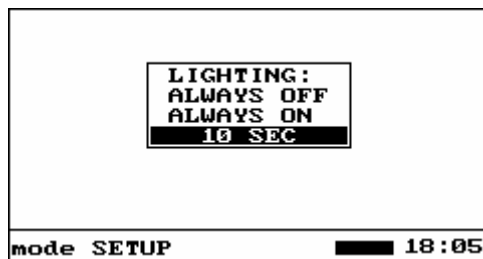 LIGHTING:
ALWAYS OFF
ALWAYS ON
10 SEC
mode SETUP 18:05